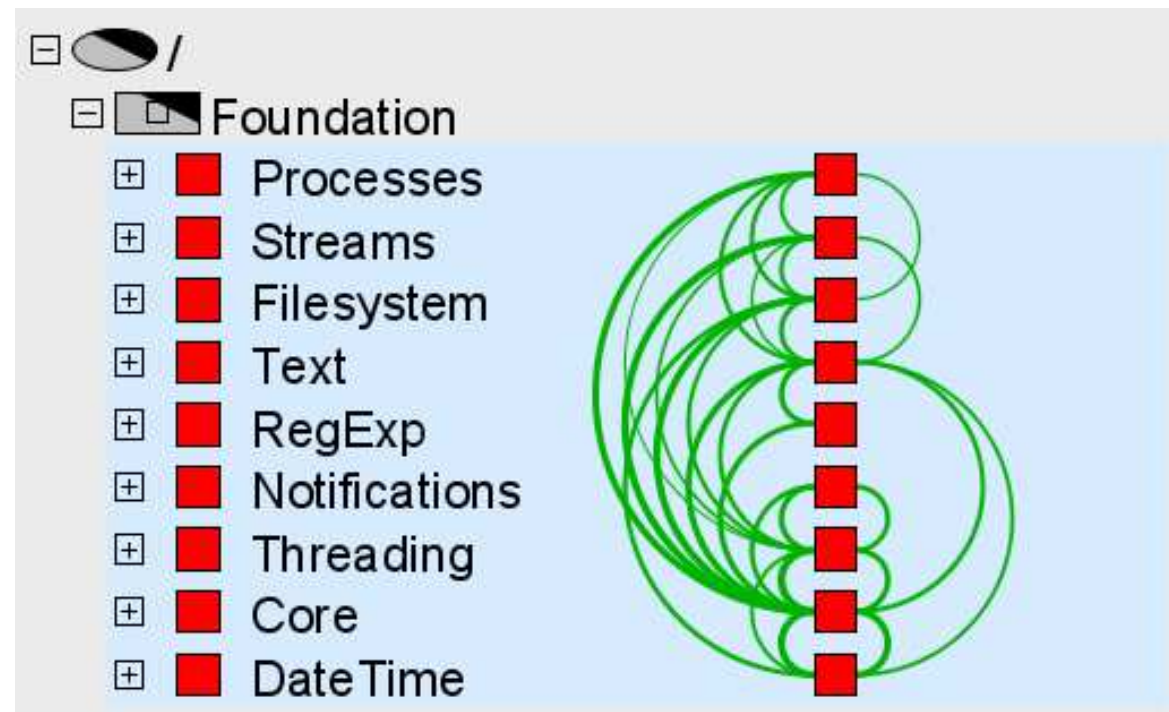 /
Foundation
Processes
Streams
Filesystem
Text
RegExp
Notifications
Threading
Core
DateTime